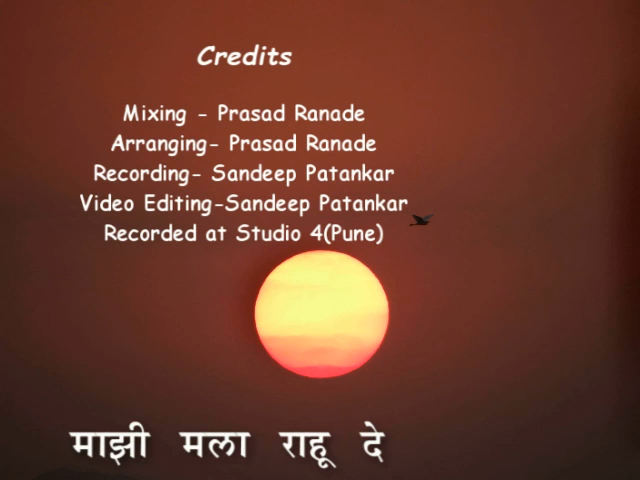 Credits
Mixing - Prasad Ranade
Arranging- Prasad Ranade
Recording- Sandeep Patankar
Video Editing-Sandeep Patankar
Recorded at Studio 4(Pune)
माझी मला राहू दे